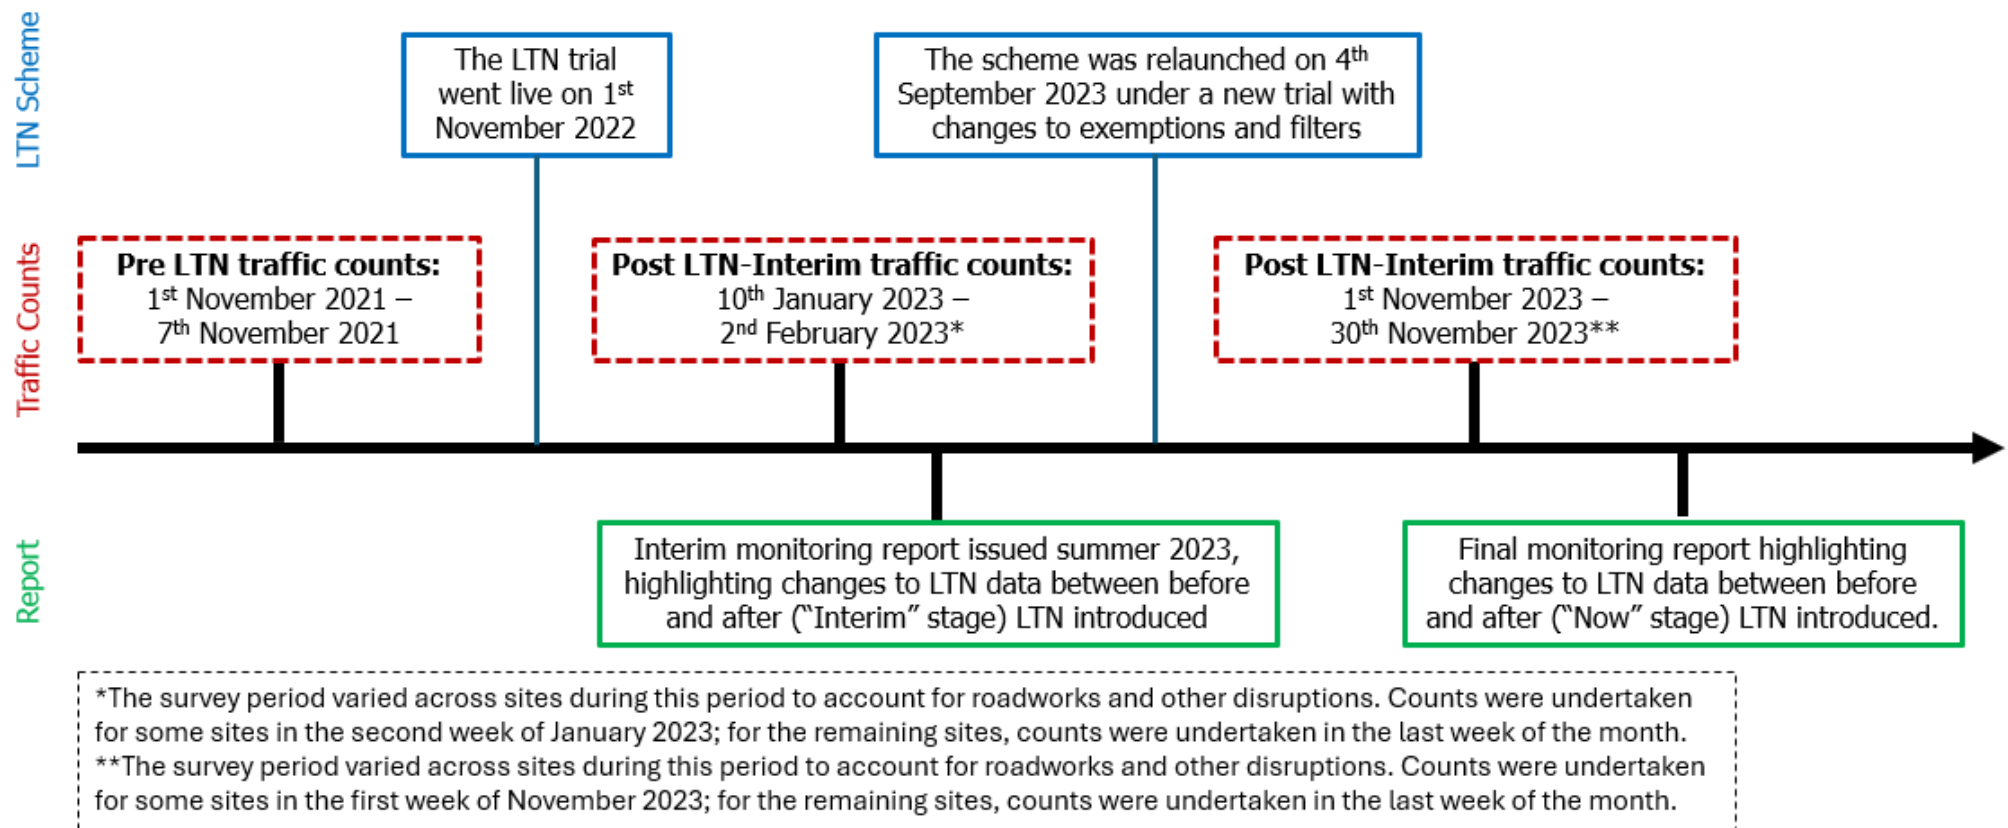 LTN Scheme
The LTN trial
went live on 1st
November 2022
The scheme was relaunched on 4th
September 2023 under a new trial with
changes to exemptions and filters
Traffic Counts
Pre LTN traffic counts:
1st November 2021 –
7th November 2021
Post LTN-Interim traffic counts:
10th January 2023 –
2nd February 2023*
Post LTN-Interim traffic counts:
1st November 2023 –
30th November 2023**
Report
Interim monitoring report issued summer 2023,
highlighting changes to LTN data between before
and after (“Interim” stage) LTN introduced
Final monitoring report highlighting
changes to LTN data between before
and after (“Now” stage) LTN introduced.
*The survey period varied across sites during this period to account for roadworks and other disruptions. Counts were undertaken
for some sites in the second week of January 2023; for the remaining sites, counts were undertaken in the last week of the month.
**The survey period varied across sites during this period to account for roadworks and other disruptions. Counts were undertaken
for some sites in the first week of November 2023; for the remaining sites, counts were undertaken in the last week of the month.